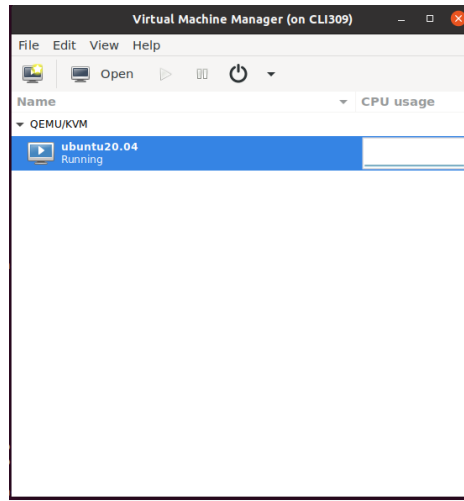 Virtual Machine Manager (on CLI309)
File Edit View Help
Open
Name CPU usage
QEMU/KVM
ubuntu20.04
Running